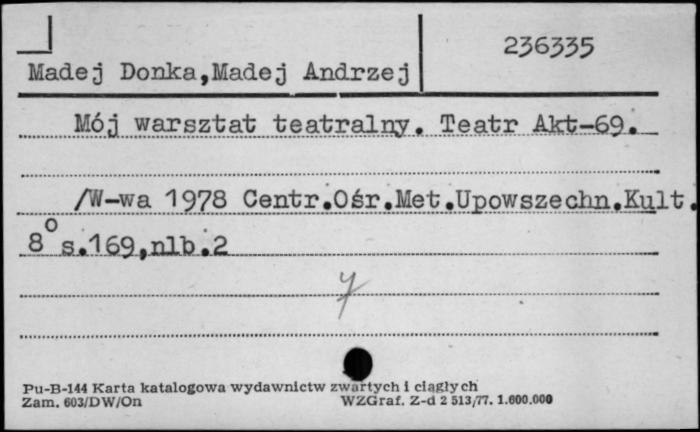 236335
Madej Donka,Madej Andrzej
Mój warsztat teatralny. Teatr Akt-69.
/W-wa 1978 Centr.Ośr.Met.Upowszechn.Kult.
8o s.169,nlb.2
Pu-B-144 Karta katalogowa wydawnictw zwartych i ciągłych
Zam. 603/DW/On WZGraf. Z-d 2 513/77. 1.600.000